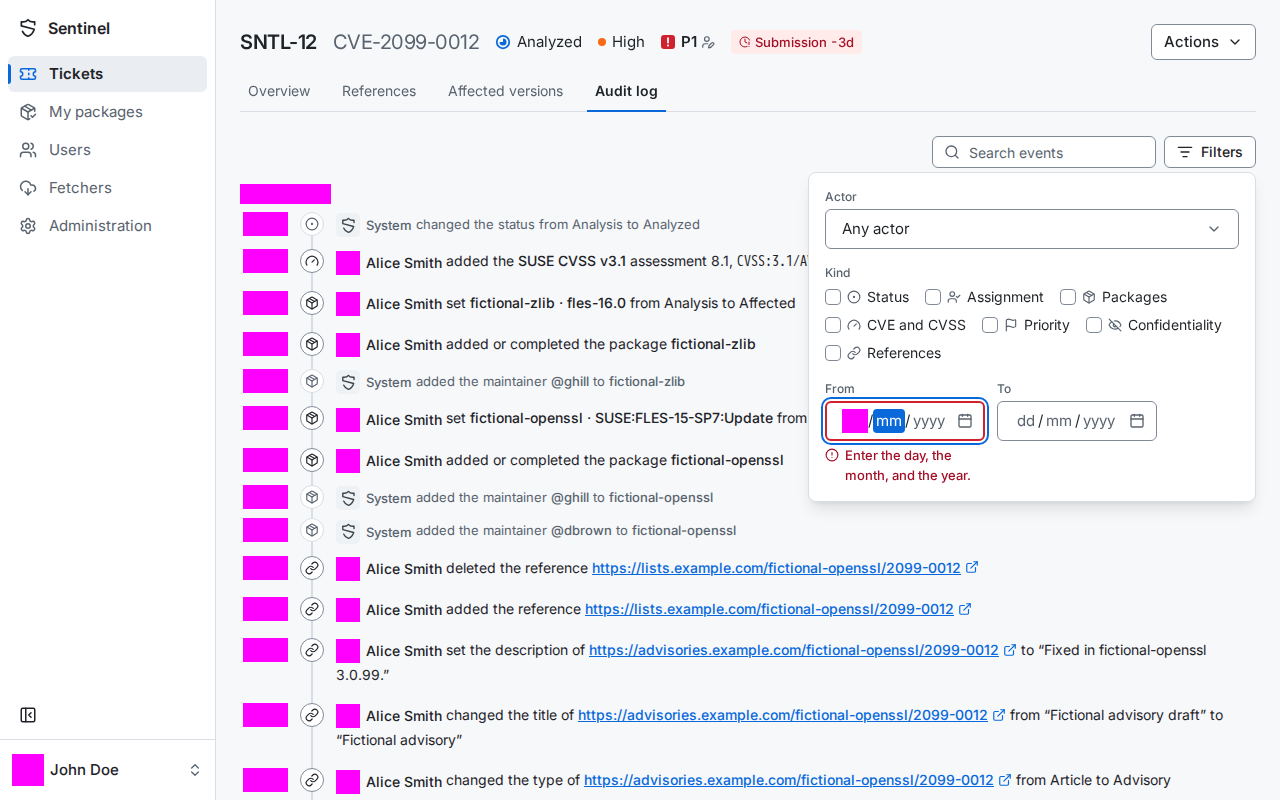 Sentinel
Tickets
My packages
Users
Fetchers
Administration
John Doe
SNTL-12 CVE-2099-0012 Analyzed High P1 Submission -3d
Actions
Overview References Affected versions Audit log
Search events
Filters
System changed the status from Analysis to Analyzed
Alice Smith added the SUSE CVSS v3.1 assessment 8.1, CVSS:3.1/A
Alice Smith set fictional-zlib · fles-16.0 from Analysis to Affected
Alice Smith added or completed the package fictional-zlib
System added the maintainer @ghill to fictional-zlib
Alice Smith set fictional-openssl · SUSE:FLES-15-SP7:Update from
Alice Smith added or completed the package fictional-openssl
System added the maintainer @ghill to fictional-openssl
System added the maintainer @dbrown to fictional-openssl
Alice Smith deleted the reference https://lists.example.com/fictional-openssl/2099-0012
Alice Smith added the reference https://lists.example.com/fictional-openssl/2099-0012
Alice Smith set the description of https://advisories.example.com/fictional-openssl/2099-0012 to “Fixed in fictional-openssl
3.0.99.”
Alice Smith changed the title of https://advisories.example.com/fictional-openssl/2099-0012 from “Fictional advisory draft” to
“Fictional advisory”
Alice Smith changed the type of https://advisories.example.com/fictional-openssl/2099-0012 from Article to Advisory
Actor
Any actor
Kind
Status Assignment Packages
CVE and CVSS Priority Confidentiality
References
From To
/mm/yyyy dd/mm/yyyy
Enter the day, the
month, and the year.